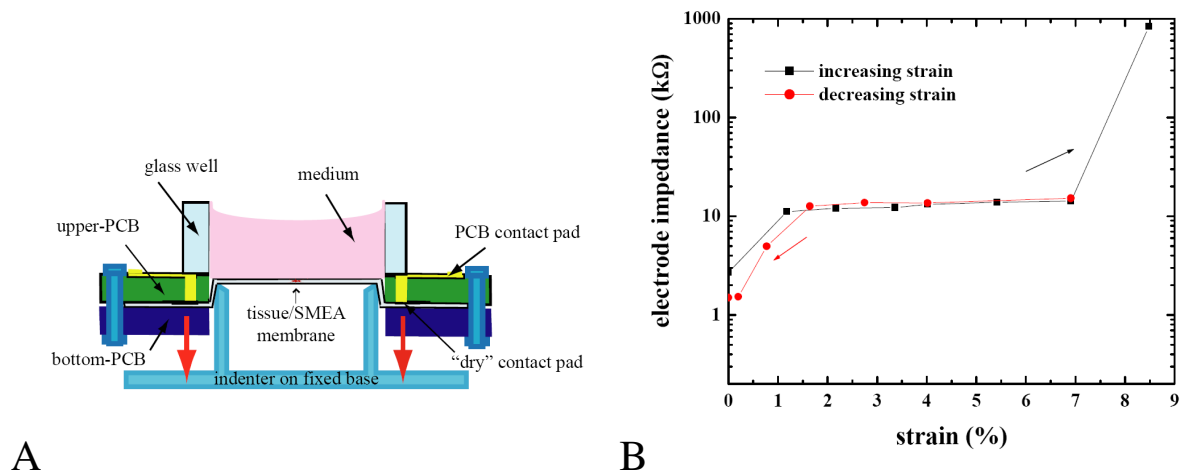 glass well
medium
upper-PCB
PCB contact pad
tissue/SMEA
membrane
bottom-PCB
“dry” contact pad
indenter on fixed base
A
1000
100
10
1
electrode impedance (kΩ)
increasing strain
decreasing strain
0 1 2 3 4 5 6 7 8 9
strain (%)
B